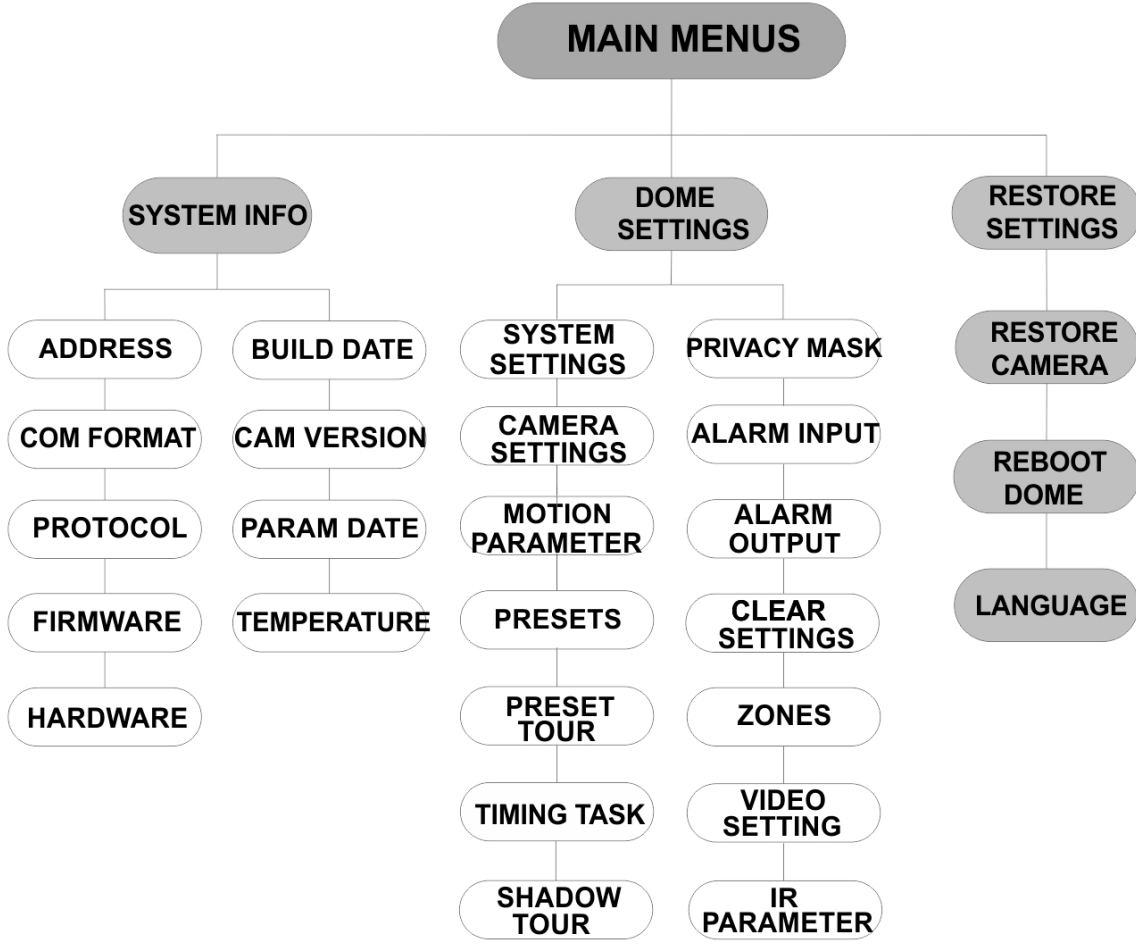 MAIN MENUS
SYSTEM INFO
DOME
SETTINGS
RESTORE
SETTINGS
ADDRESS
COM FORMAT
PROTOCOL
FIRMWARE
HARDWARE
BUILD DATE
CAM VERSION
PARAM DATE
TEMPERATURE
SYSTEM
SETTINGS
CAMERA
SETTINGS
MOTION
PARAMETER
PRESETS
PRESET
TOUR
TIMING TASK
SHADOW
TOUR
PRIVACY MASK
ALARM INPUT
ALARM
OUTPUT
CLEAR
SETTINGS
ZONES
VIDEO
SETTING
IR
PARAMETER
RESTORE
CAMERA
REBOOT
DOME
LANGUAGE